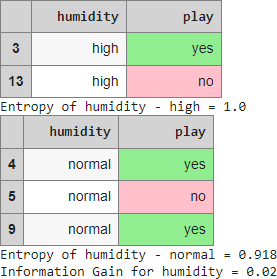 humidity play
3 high yes
13 high no
Entropy of humidity - high = 1.0
humidity play
4 normal yes
5 normal no
9 normal yes
Entropy of humidity - normal = 0.918
Information Gain for humidity = 0.02